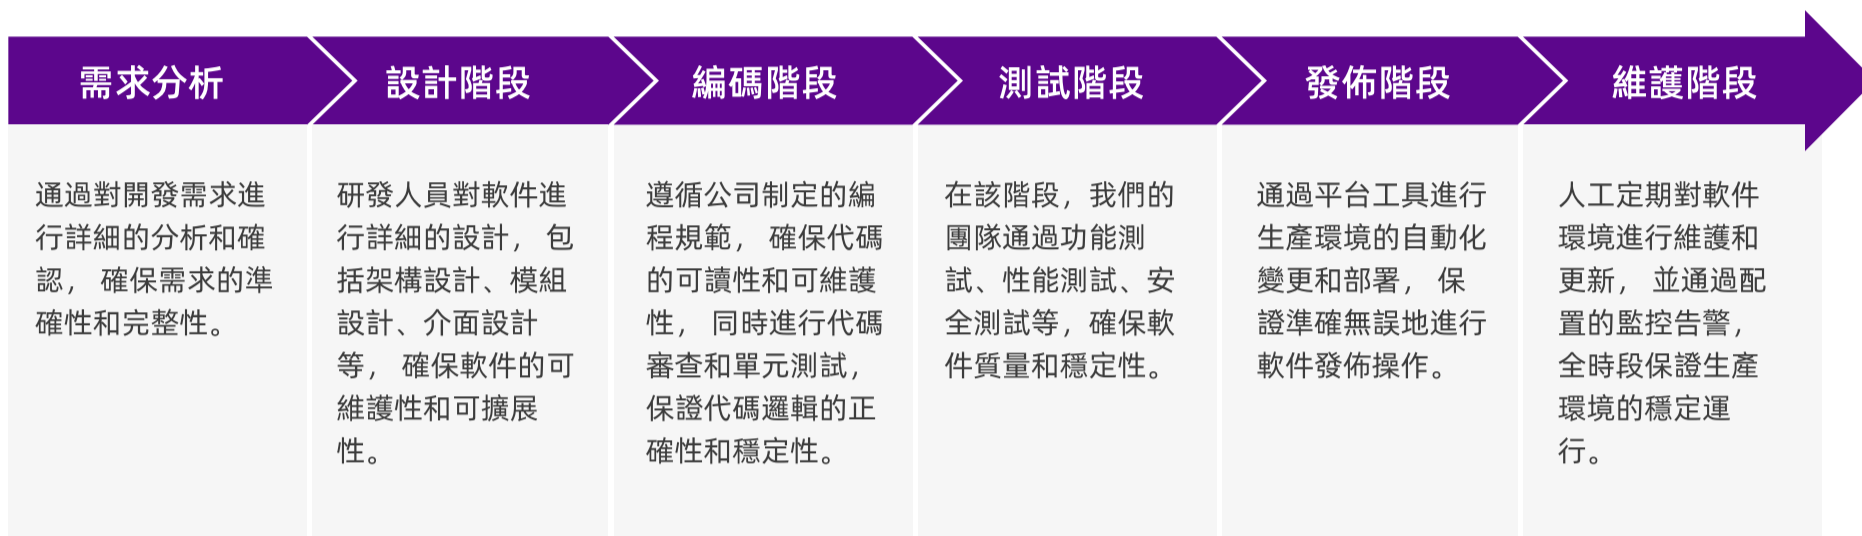 需求分析
設計階段
編碼階段
測試階段
發佈階段
維護階段
通過對開發需求進
行詳細的分析和確
認， 確保需求的準
確性和完整性。
研發人員對軟件進
行詳細的設計， 包
括架構設計、模組
設計、介面設計
等， 確保軟件的可
維護性和可擴展
性。
遵循公司制定的編
程規範， 確保代碼
的可讀性和可維護
性， 同時進行代碼
審查和單元測試，
保證代碼邏輯的正
確性和穩定性。
在該階段，我們的
團隊通過功能測
試、性能測試、安
全測試等，確保軟
件質量和穩定性。
通過平台工具進行
生產環境的自動化
變更和部署， 保
證準確無誤地進行
軟件發佈操作。
人工定期對軟件
環境進行維護和
更新， 並通過配
置的監控告警，
全時段保證生產
環境的穩定運
行。